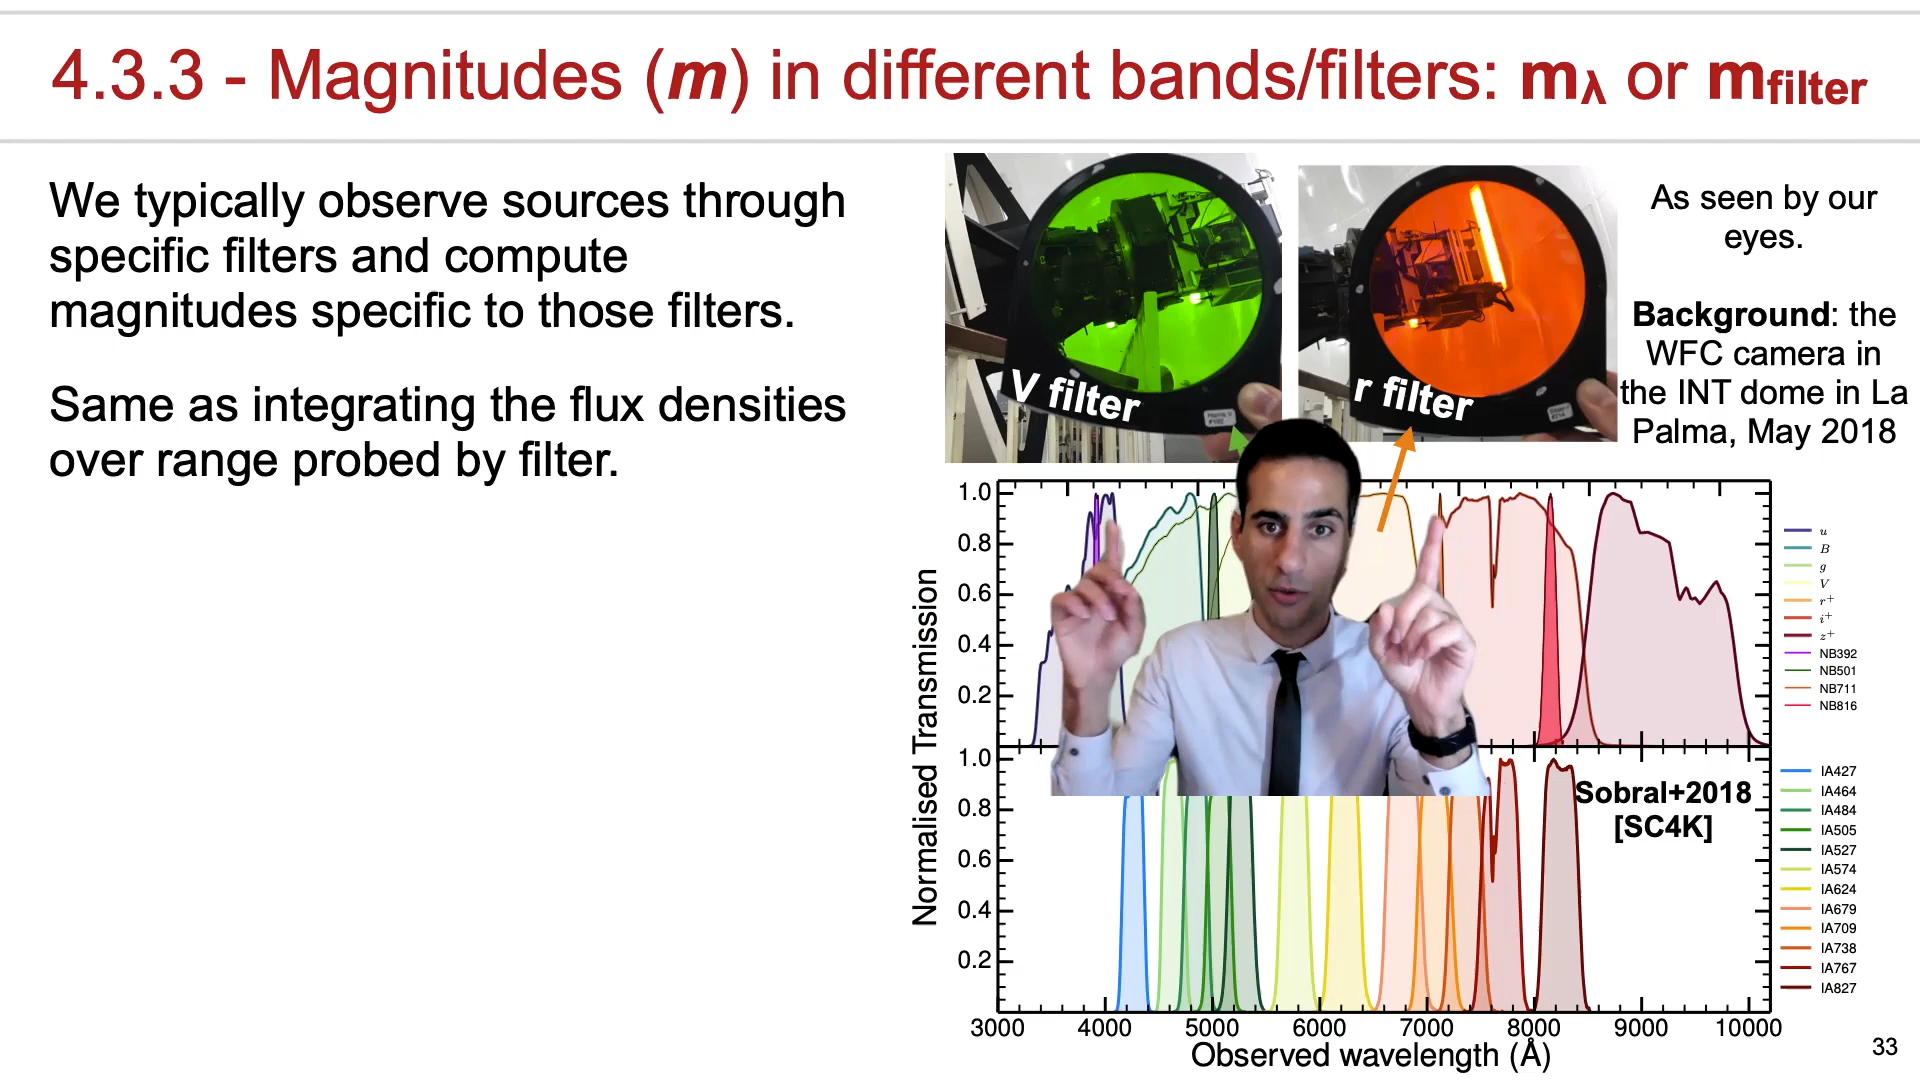 4.3.3 - Magnitudes (m) in different bands/filters: mλ or mfilter
We typically observe sources through
specific filters and compute
magnitudes specific to those filters.
Same as integrating the flux densities
over range probed by filter.
V filter
r filter
As seen by our
eyes.
Background: the
WFC camera in
the INT dome in La
Palma, May 2018
Normalised Transmission
1.0
0.8
0.6
0.4
0.2
u
B
g
V
r+
i+
z+
NB392
NB501
NB711
NB816
1.0
0.8
0.6
0.4
0.2
Sobral+2018
[SC4K]
IA427
IA464
IA484
IA505
IA527
IA574
IA624
IA679
IA709
IA738
IA767
IA827
3000 4000 5000 6000 7000 8000 9000 10000
Observed wavelength (Å)
33